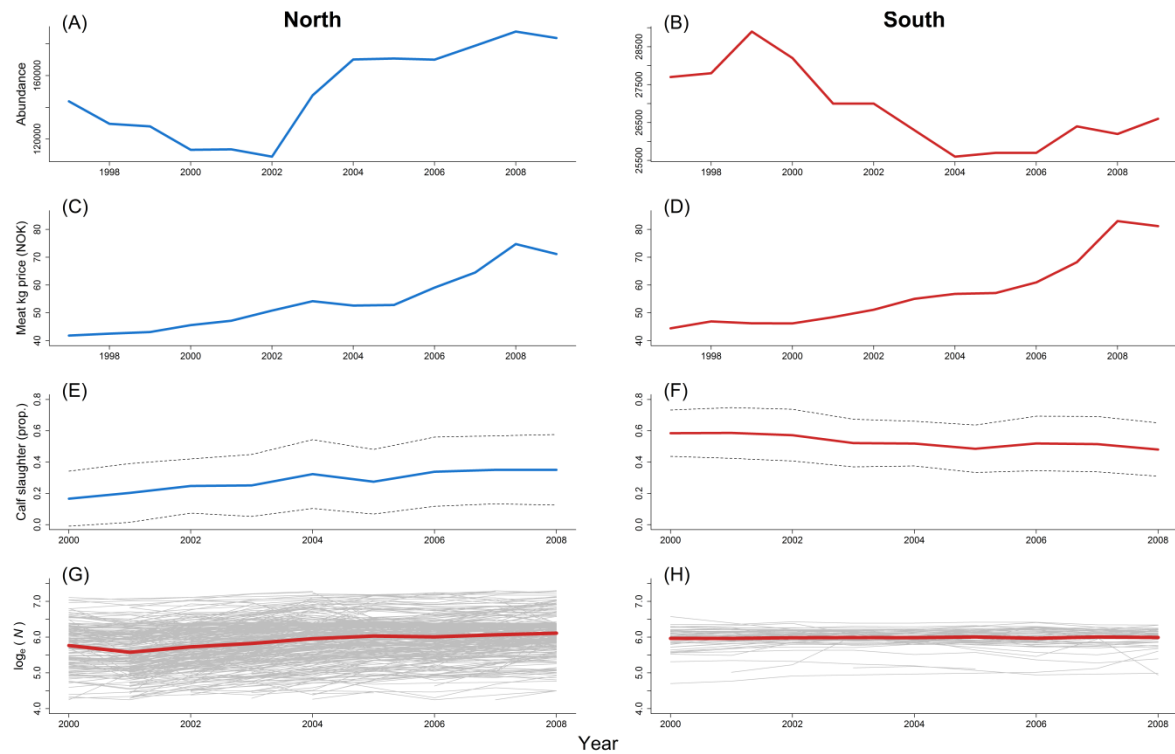 North
South
(A)
Abundance
120000 160000
1998 2000 2002 2004 2006 2008
(B)
25500 26500 27500 28500
1998 2000 2002 2004 2006 2008
(C)
Meat kg price (NOK)
40 50 60 70 80
1998 2000 2002 2004 2006 2008
(D)
40 50 60 70 80
1998 2000 2002 2004 2006 2008
(E)
Calf slaughter (prop.)
0.0 0.2 0.4 0.6 0.8
2000 2002 2004 2006 2008
(F)
0.0 0.2 0.4 0.6 0.8
2000 2002 2004 2006 2008
(G)
logₑ ( N )
4.0 5.0 6.0 7.0
2000 2002 2004 2006 2008
(H)
4.0 5.0 6.0 7.0
2000 2002 2004 2006 2008
Year